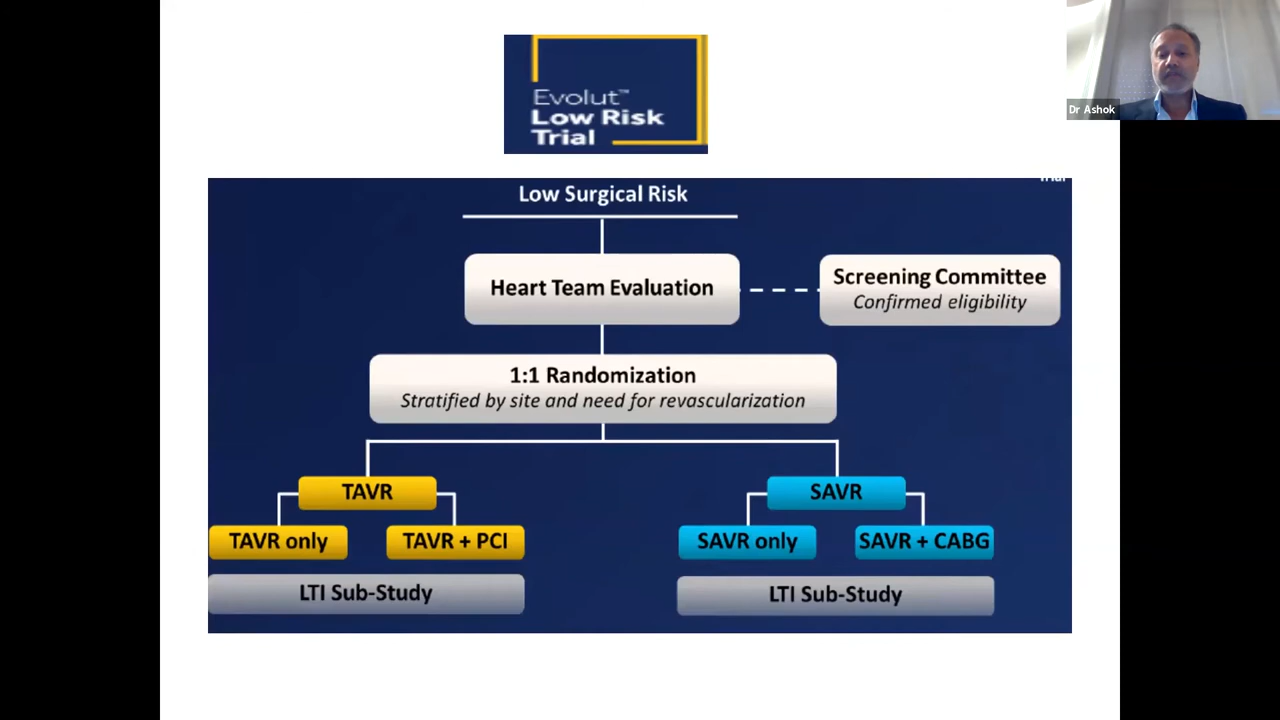 Evolut™
Low Risk
Trial
Dr Ashok
Trial
Low Surgical Risk
Heart Team Evaluation
Screening Committee
Confirmed eligibility
1:1 Randomization
Stratified by site and need for revascularization
TAVR
SAVR
TAVR only
TAVR + PCI
SAVR only
SAVR + CABG
LTI Sub-Study
LTI Sub-Study